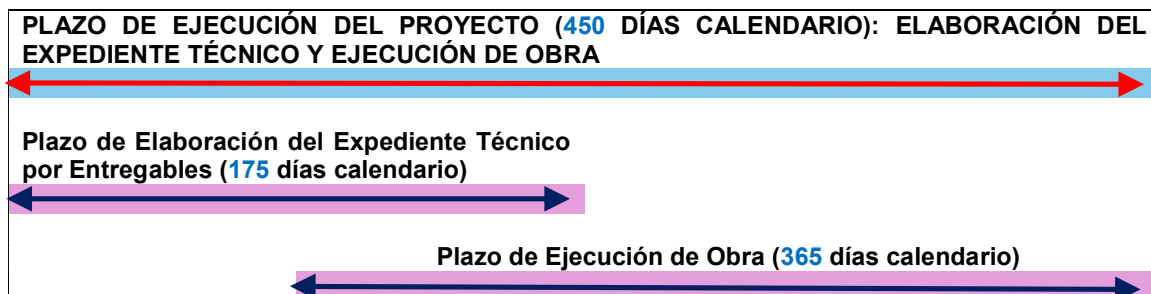 PLAZO DE EJECUCIÓN DEL PROYECTO (450 DÍAS CALENDARIO): ELABORACIÓN DEL
EXPEDIENTE TÉCNICO Y EJECUCIÓN DE OBRA
Plazo de Elaboración del Expediente Técnico
por Entregables (175 días calendario)
Plazo de Ejecución de Obra (365 días calendario)